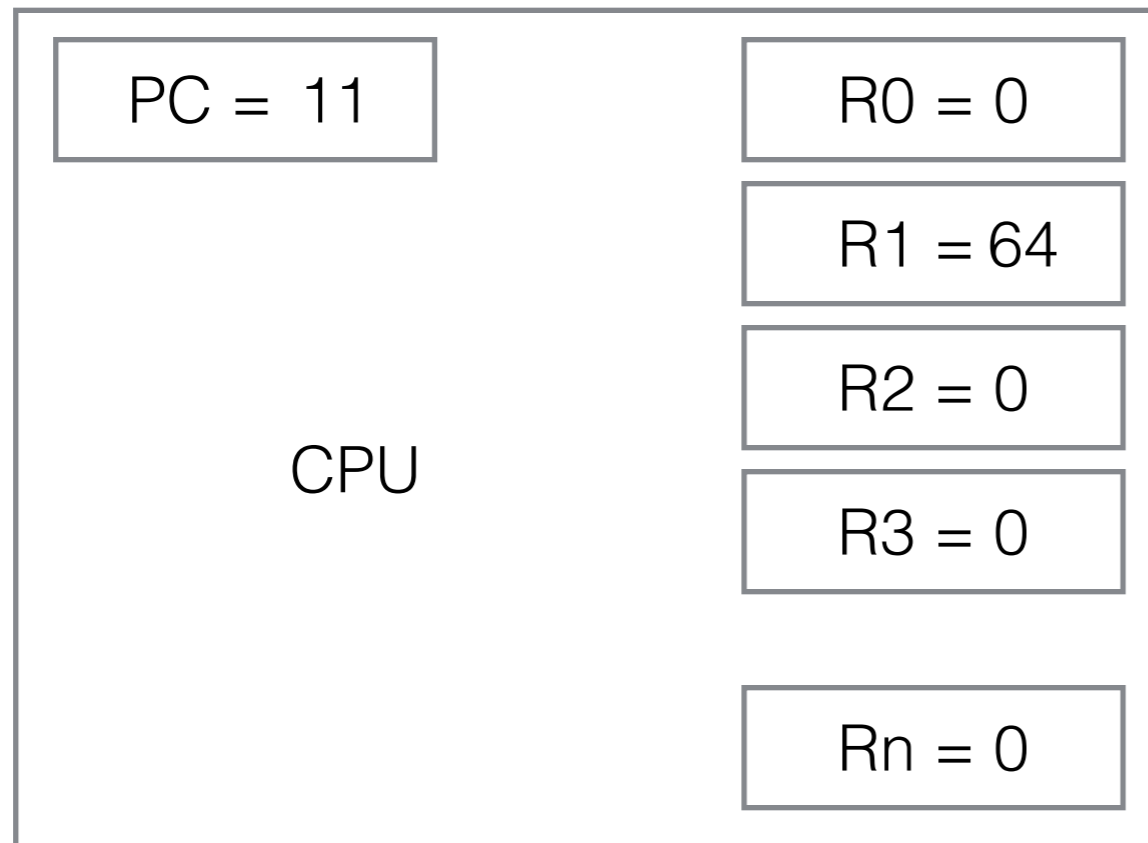 PC = 11
R0 = 0
R1 = 64
R2 = 0
CPU
R3 = 0
Rn = 0